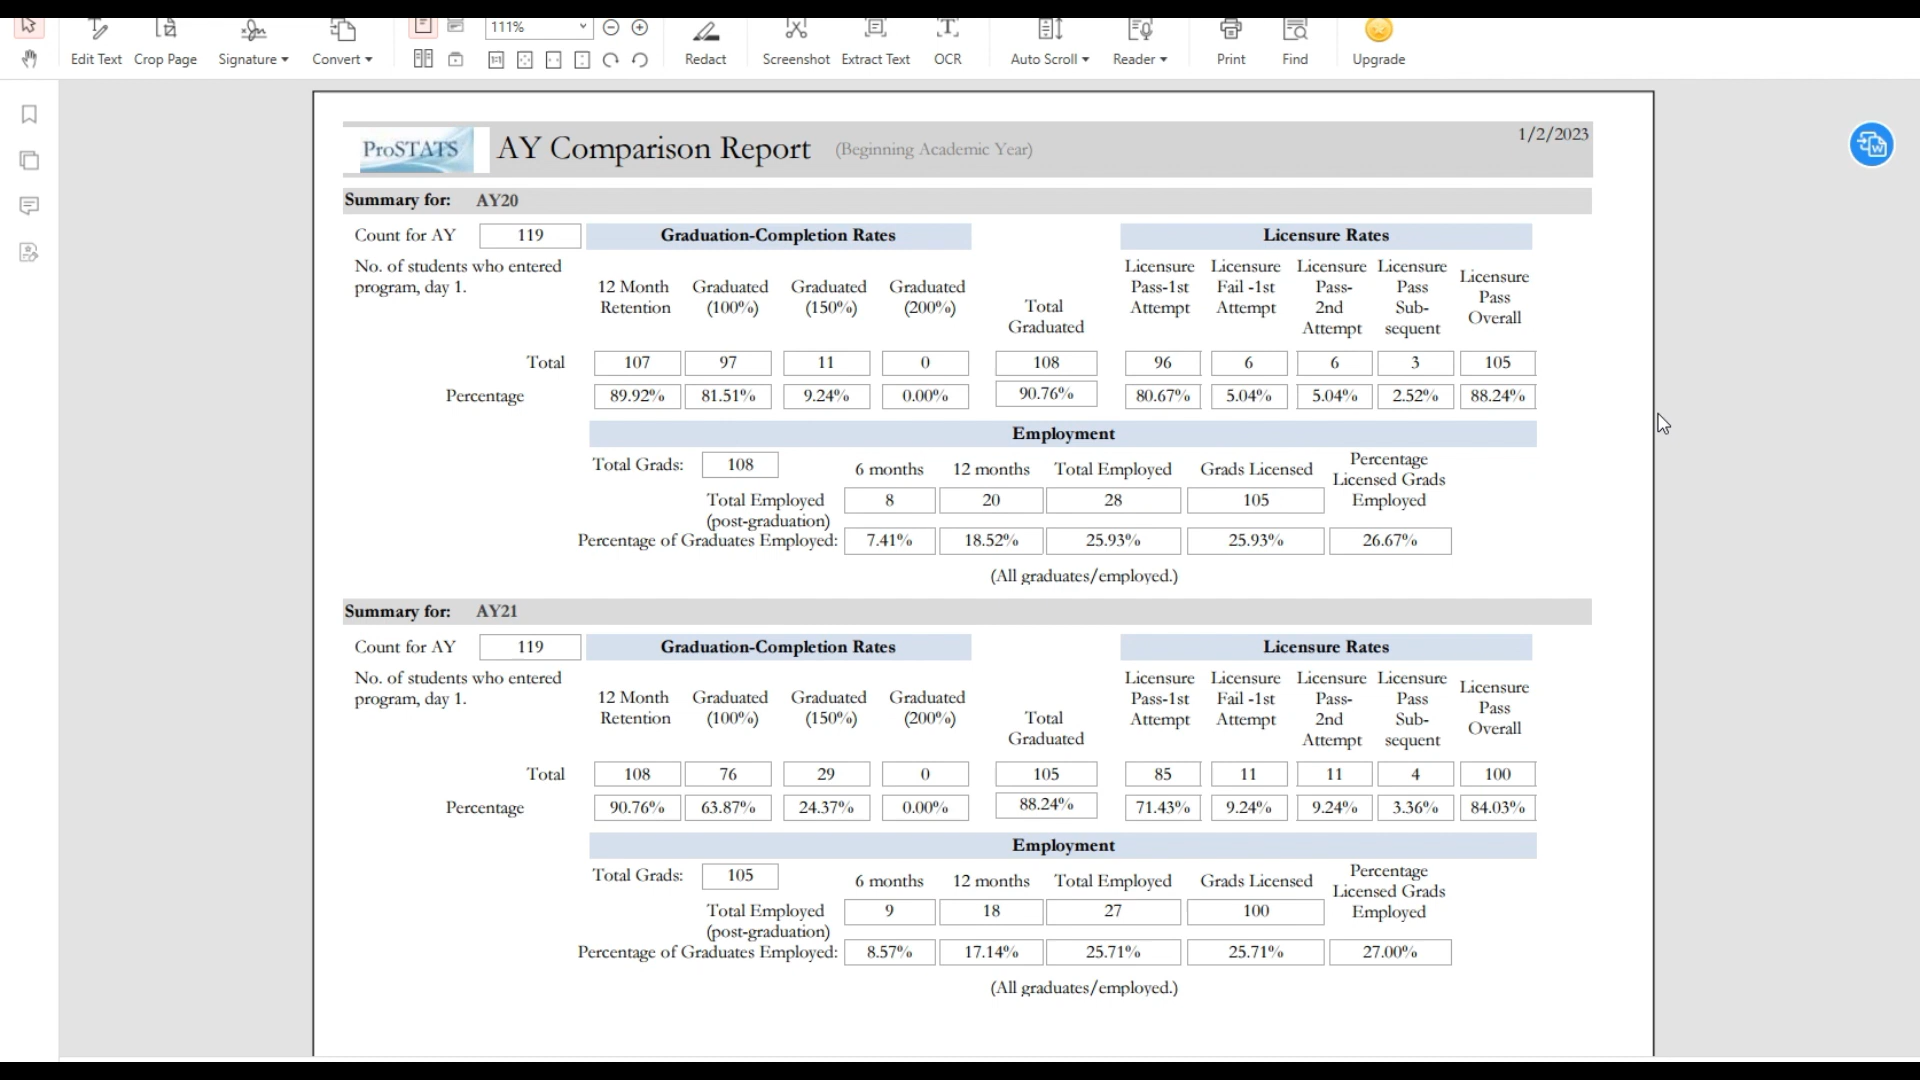 111%
Edit Text Crop Page Signature Convert Redact Screenshot Extract Text OCR Auto Scroll Reader Print Find Upgrade
ProSTATS AY Comparison Report (Beginning Academic Year) 1/2/2023
Summary for: AY20
Count for AY 119 Graduation-Completion Rates Licensure Rates
No. of students who entered
program, day 1.
12 Month
Retention
Graduated
(100%)
Graduated
(150%)
Graduated
(200%)
Total
Graduated
Licensure
Pass-1st
Attempt
Licensure
Fail -1st
Attempt
Licensure
Pass-
2nd
Attempt
Licensure
Pass
Sub-
sequent
Licensure
Pass
Overall
Total 107 97 11 0 108 96 6 6 3 105
Percentage 89.92% 81.51% 9.24% 0.00% 90.76% 80.67% 5.04% 5.04% 2.52% 88.24%
Employment
Total Grads: 108 6 months 12 months Total Employed Grads Licensed
Percentage
Licensed Grads
Employed
Total Employed 8 20 28 105
(post-graduation)
Percentage of Graduates Employed: 7.41% 18.52% 25.93% 25.93% 26.67%
(All graduates/employed.)
Summary for: AY21
Count for AY 119 Graduation-Completion Rates Licensure Rates
No. of students who entered
program, day 1.
12 Month
Retention
Graduated
(100%)
Graduated
(150%)
Graduated
(200%)
Total
Graduated
Licensure
Pass-1st
Attempt
Licensure
Fail -1st
Attempt
Licensure
Pass-
2nd
Attempt
Licensure
Pass
Sub-
sequent
Licensure
Pass
Overall
Total 108 76 29 0 105 85 11 11 4 100
Percentage 90.76% 63.87% 24.37% 0.00% 88.24% 71.43% 9.24% 9.24% 3.36% 84.03%
Employment
Total Grads: 105 6 months 12 months Total Employed Grads Licensed
Percentage
Licensed Grads
Employed
Total Employed 9 18 27 100
(post-graduation)
Percentage of Graduates Employed: 8.57% 17.14% 25.71% 25.71% 27.00%
(All graduates/employed.)